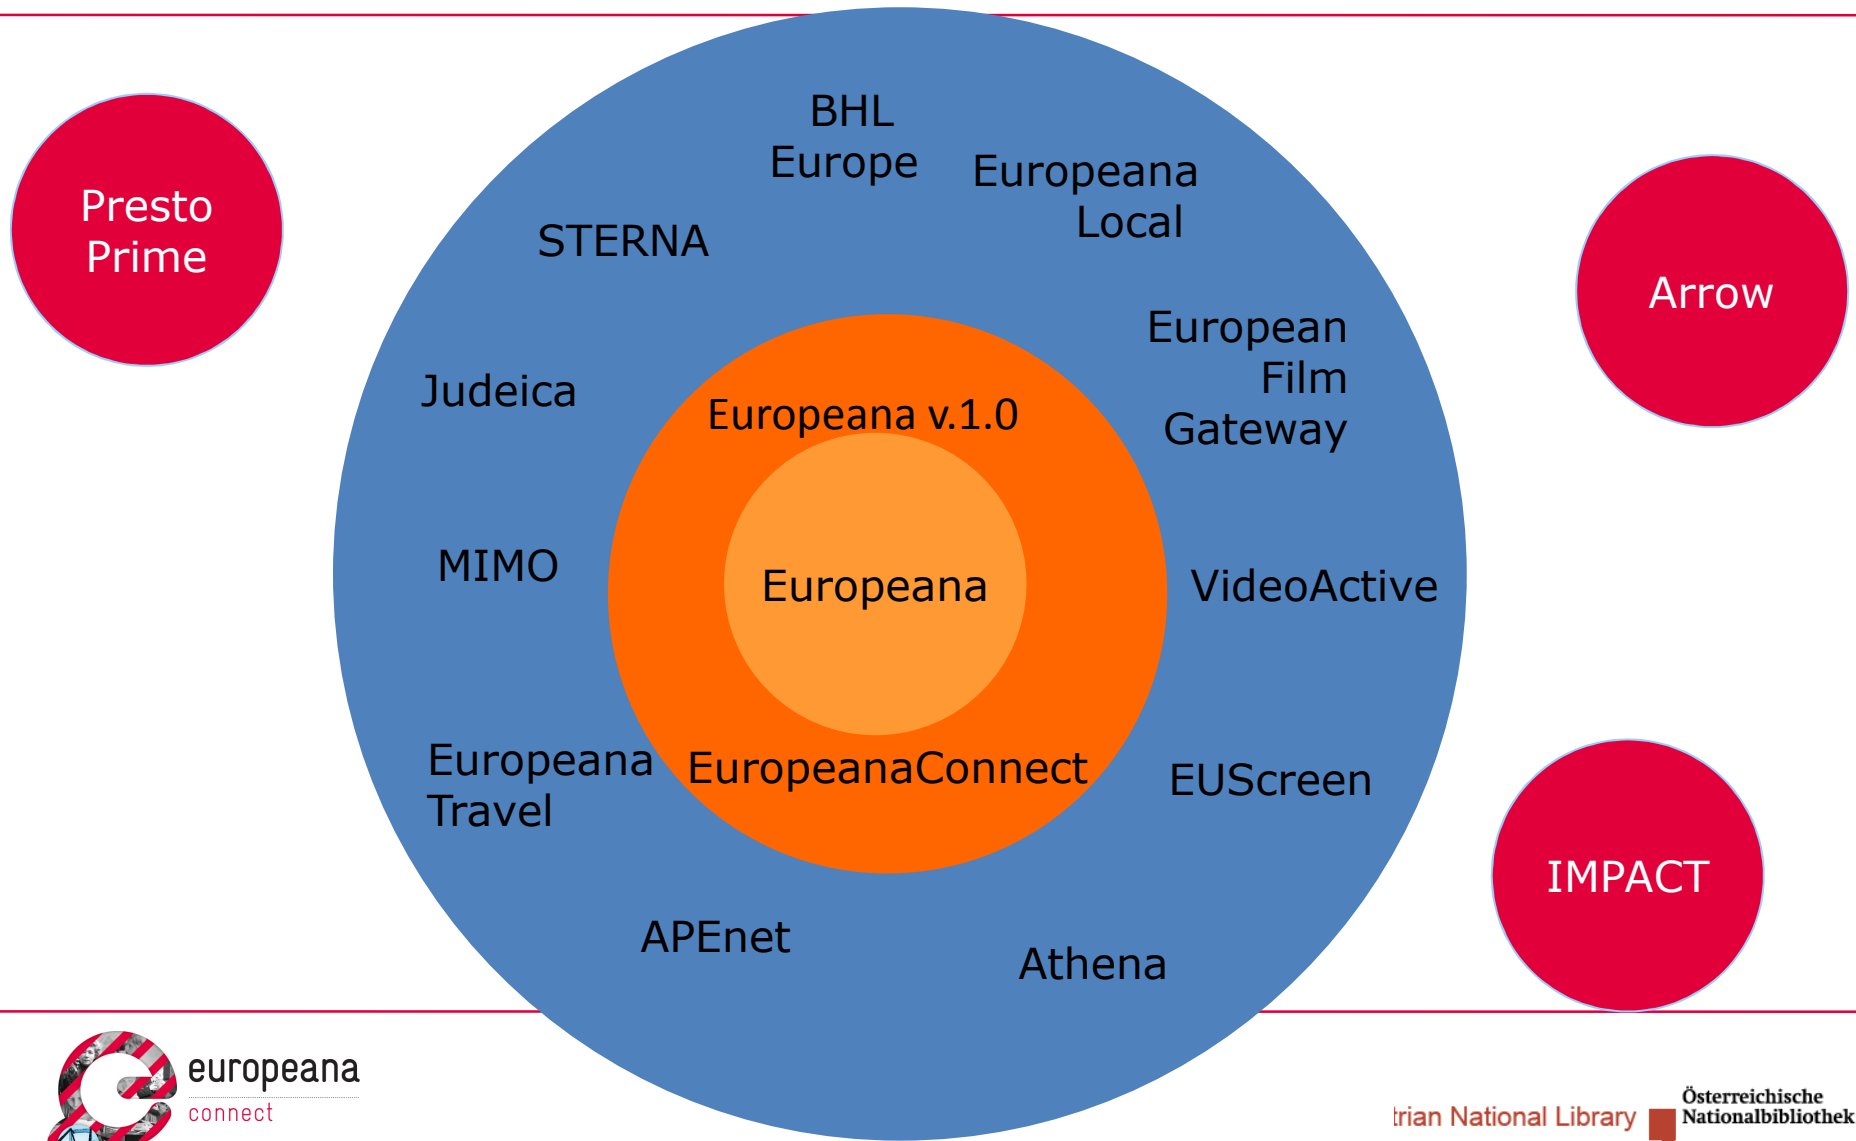 BHL
Europe
Europeana
Local
Presto
Prime
STERNA
Arrow
European
Film
Gateway
Judeica
Europeana v.1.0
MIMO
Europeana
VideoActive
Europeana
Travel
EuropeanaConnect
EUScreen
IMPACT
APEnet
Athena
europeana
connect
trian National Library
Österreichische
Nationalbibliothek